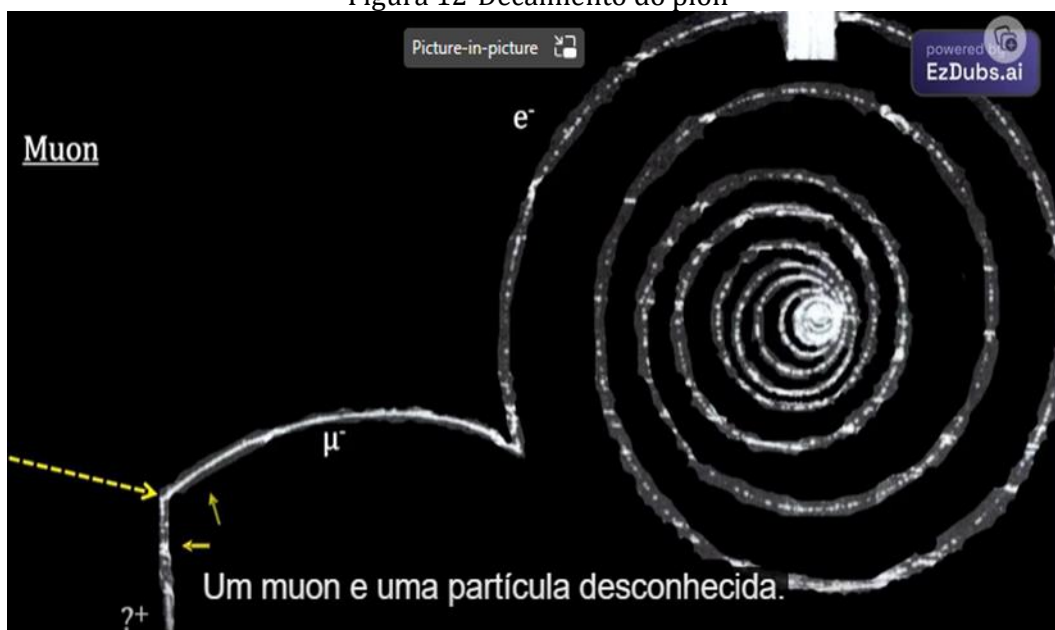 Figura 12-Decaimento do píon
Picture-in-picture
powered by
EzDubs.ai
e-
Muon
μ-
Um muon e uma partícula desconhecida.
?+